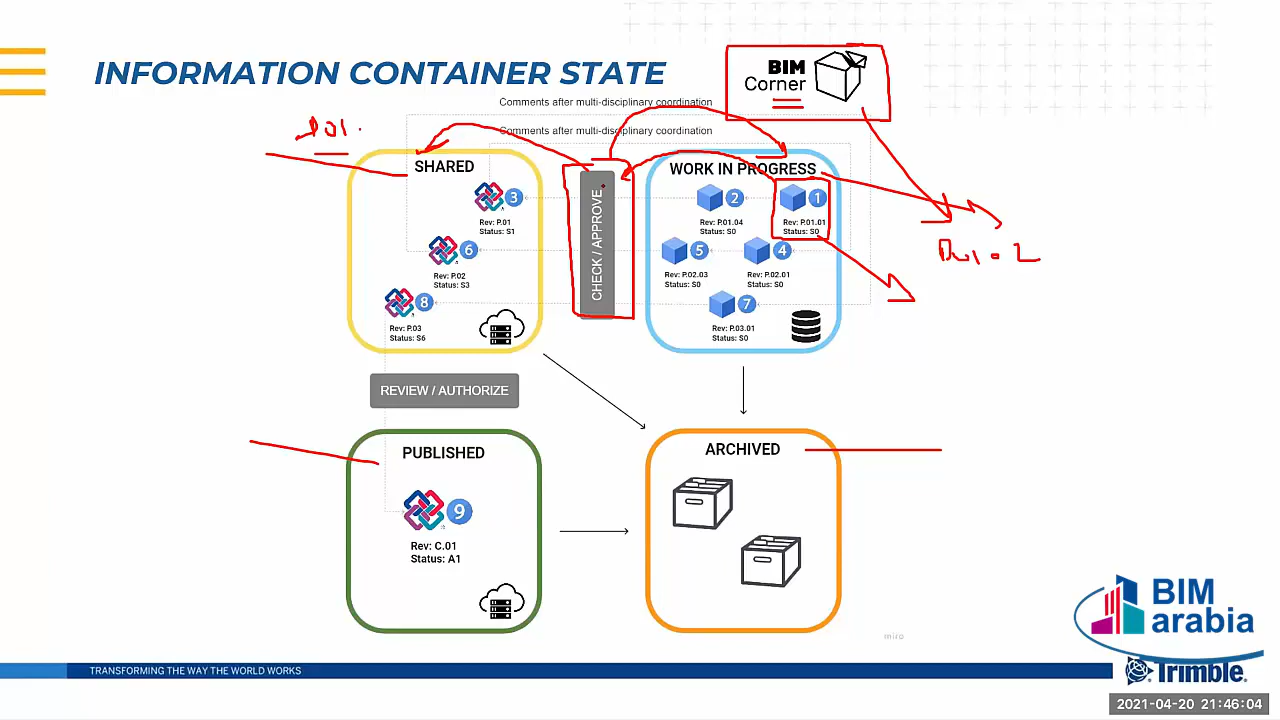 INFORMATION CONTAINER STATE
BIM
Corner
Comments after multi-disciplinary coordination
Comments after multi-disciplinary coordination
P01.
SHARED
3
Rev: P.01
Status: S1
6
Rev: P.02
Status: S3
8
Rev: P.03
Status: S6
CHECK / APPROVE
WORK IN PROGRESS
2
Rev: P.01.04
Status: S0
1
Rev: P.01.01
Status: S0
5
Rev: P.02.03
Status: S0
4
Rev: P.02.01
Status: S0
7
Rev: P.03.01
Status: S0
REVIEW / AUTHORIZE
PUBLISHED
9
Rev: C.01
Status: A1
ARCHIVED
miro
BIM
arabia
TRANSFORMING THE WAY THE WORLD WORKS
Trimble
2021-04-20 21:46:04